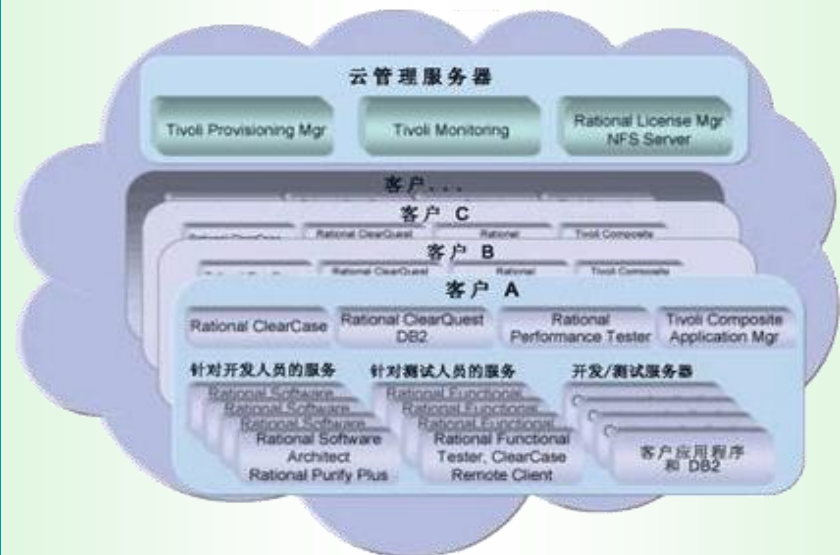 云管理服务器
Tivoli Provisioning Mgr
Tivoli Monitoring
Rational License Mgr
NFS Server
客户...
客户 C
Rational ClearCase
Rational ClearQuest
Rational
Tivoli Composite
客户 B
Rational ClearQuest
Rational
Tivoli Composite
客户 A
Rational ClearCase
Rational ClearQuest
DB2
Rational
Performance Tester
Tivoli Composite
Application Mgr
针对开发人员的服务
针对测试人员的服务
开发/测试服务器
Rational Software
Rational Software
Rational Software
Rational Software
Architect
Rational Purify Plus
Rational Functional
Rational Functional
Rational Functional
Rational Functional
Tester, ClearCase
Remote Client
客户应用程序
和 DB2